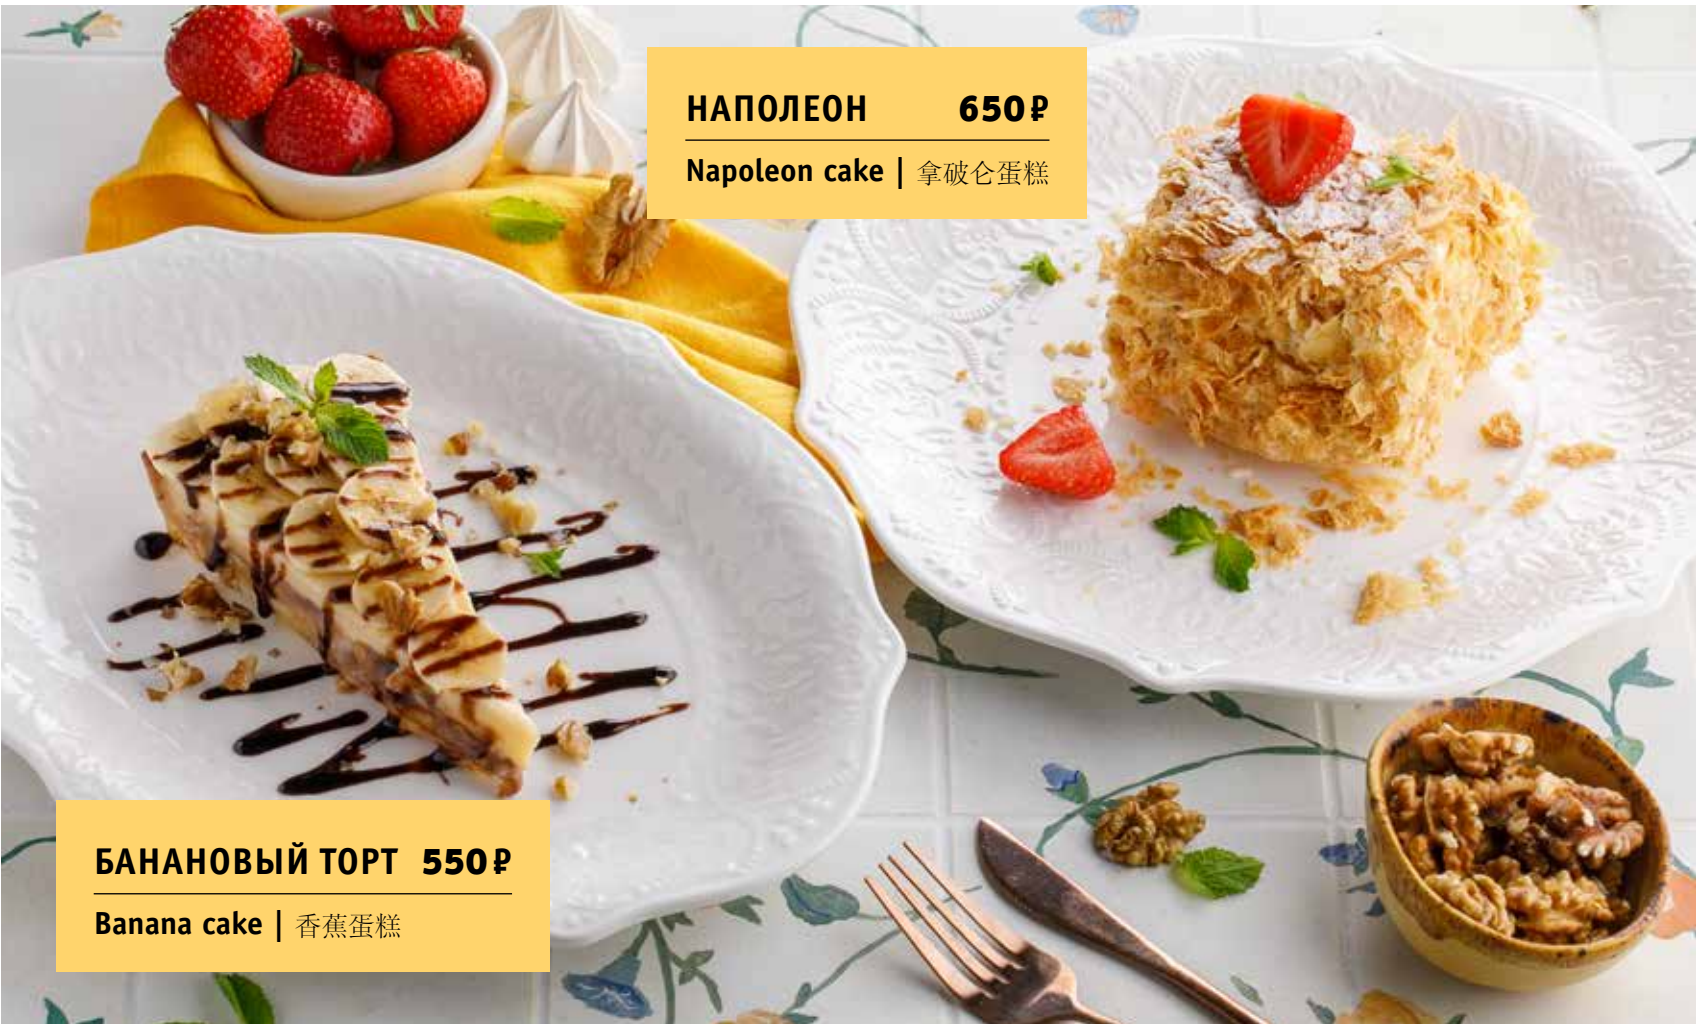 НАПОЛЕОН 650 ₽
Napoleon cake | 拿破仑蛋糕
БАНАНОВЫЙ ТОРТ 550 ₽
Banana cake | 香蕉蛋糕